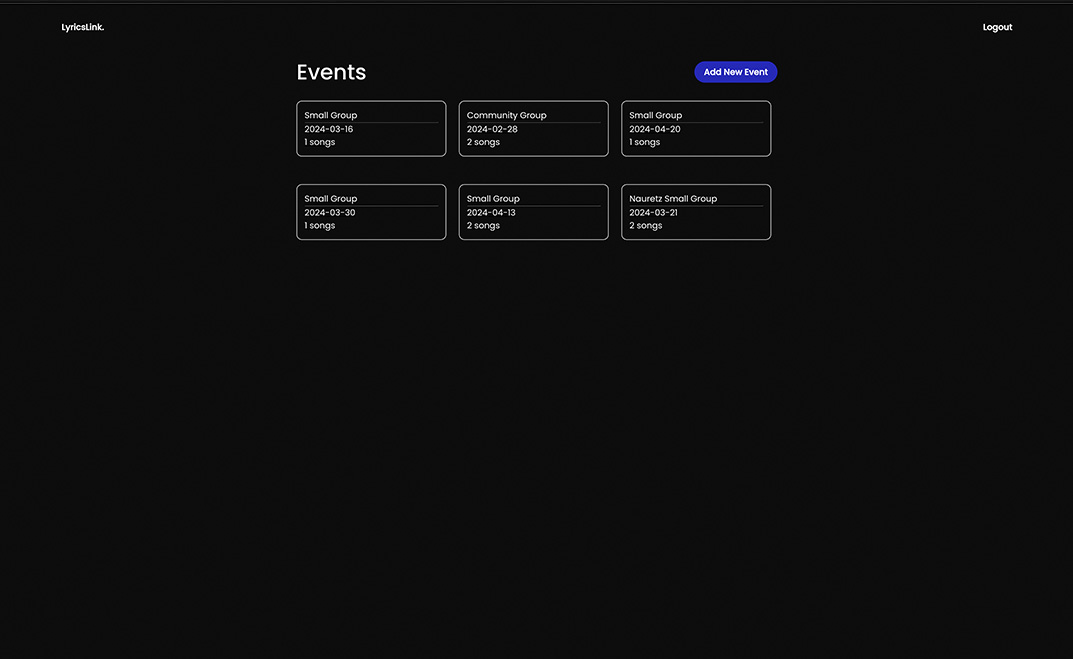 LyricsLink.
Logout
Events
Add New Event
Small Group
2024-03-16
1 songs
Community Group
2024-02-28
2 songs
Small Group
2024-04-20
1 songs
Small Group
2024-03-30
1 songs
Small Group
2024-04-13
2 songs
Nauretz Small Group
2024-03-21
2 songs